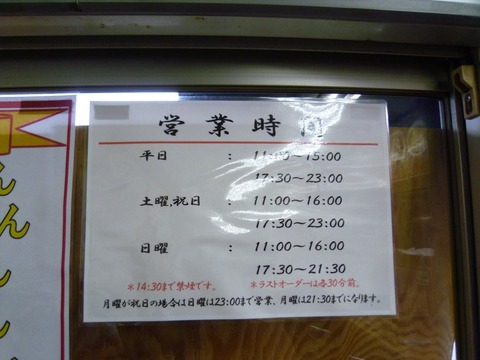 営業時間
平日 : 11:00～15:00
17:30～23:00
土曜、祝日 : 11:00～16:00
17:30～23:00
日曜 : 11:00～16:00
17:30～21:30
＊14:30まで禁煙です。 ＊ラストオーダーは各30分前。
月曜が祝日の場合は日曜は23:00まで営業、月曜は21:30までになります。